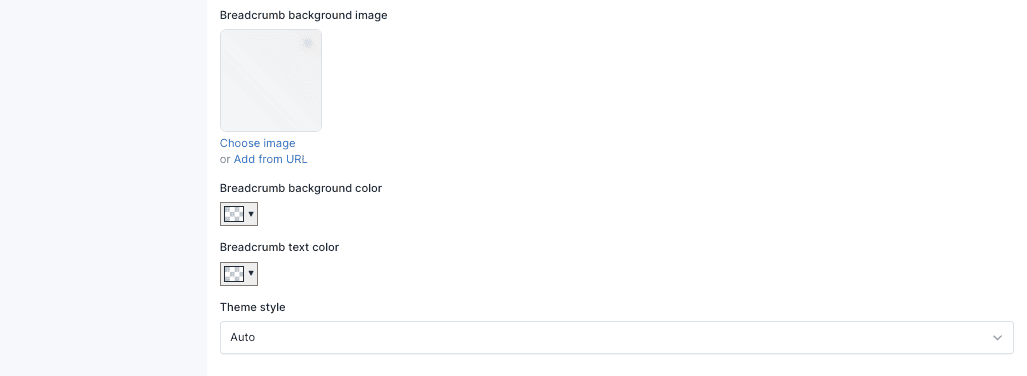 Breadcrumb background image
Choose image
or Add from URL
Breadcrumb background color
Breadcrumb text color
Theme style
Auto